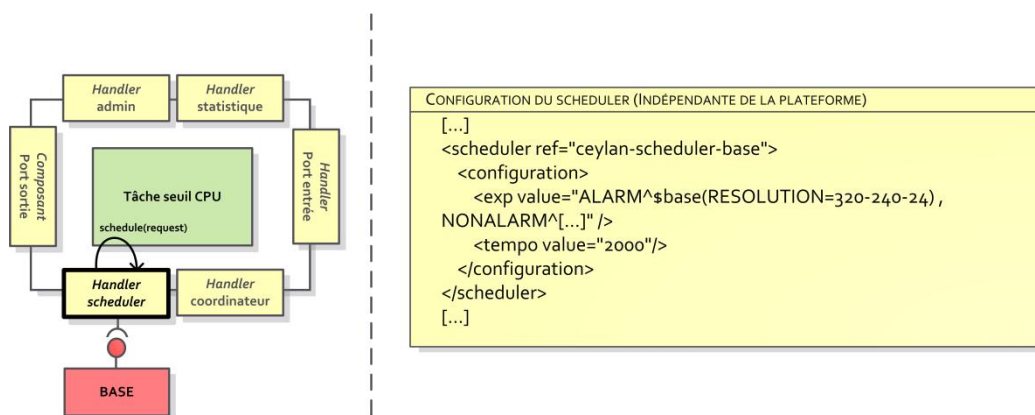 Handler
admin
Handler
statistique
Composant
Port sortie
Handler
Port entrée
Tâche seuil CPU
schedule(request)
Handler
scheduler
Handler
coordinateur
BASE
CONFIGURATION DU SCHEDULER (INDÉPENDANTE DE LA PLATEFORME)
[...]
<scheduler ref="ceylan-scheduler-base">
<configuration>
<exp value="ALARM^$base(RESOLUTION=320-240-24) ,
NONALARM^[...]" />
<tempo value="2000"/>
</configuration>
</scheduler>
[...]